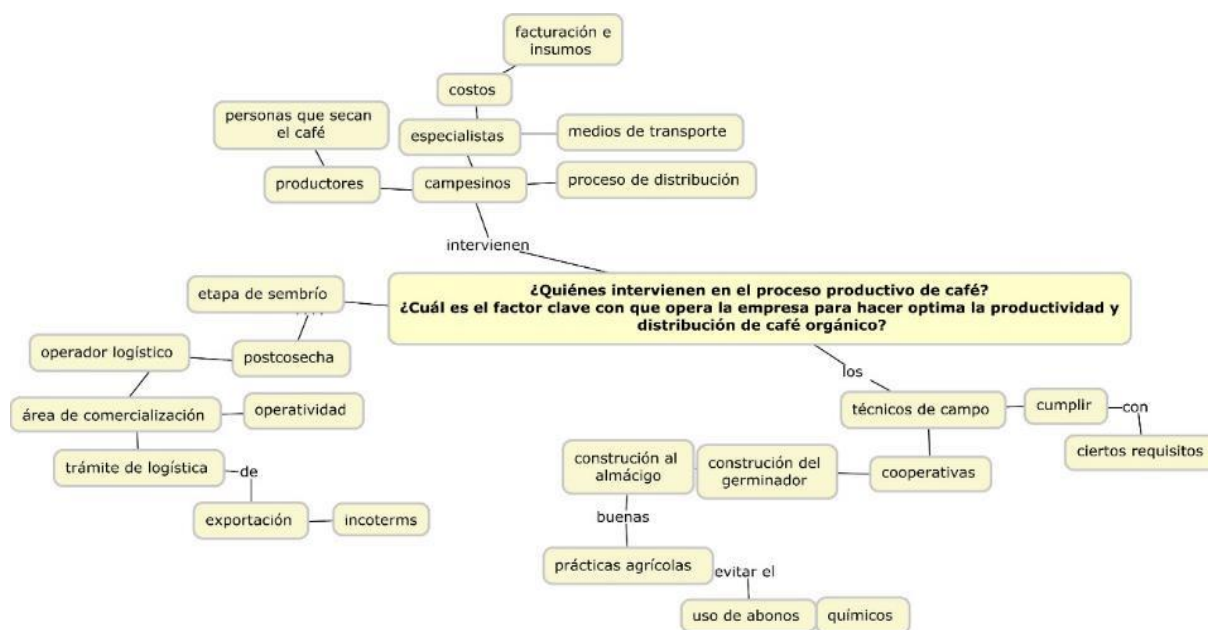 facturación e
insumos
costos
personas que secan
el café
especialistas
medios de transporte
productores
campesinos
proceso de distribución
intervienen
¿Quiénes intervienen en el proceso productivo de café?
¿Cuál es el factor clave con que opera la empresa para hacer optima la productividad y
distribución de café orgánico?
etapa de sembrío
operador logístico
postcosecha
área de comercialización
operatividad
trámite de logística
de
exportación
incoterms
los
técnicos de campo
cumplir
con
ciertos requisitos
construción al
almácigo
construción del
germinador
cooperativas
buenas
prácticas agrícolas
evitar el
uso de abonos
químicos